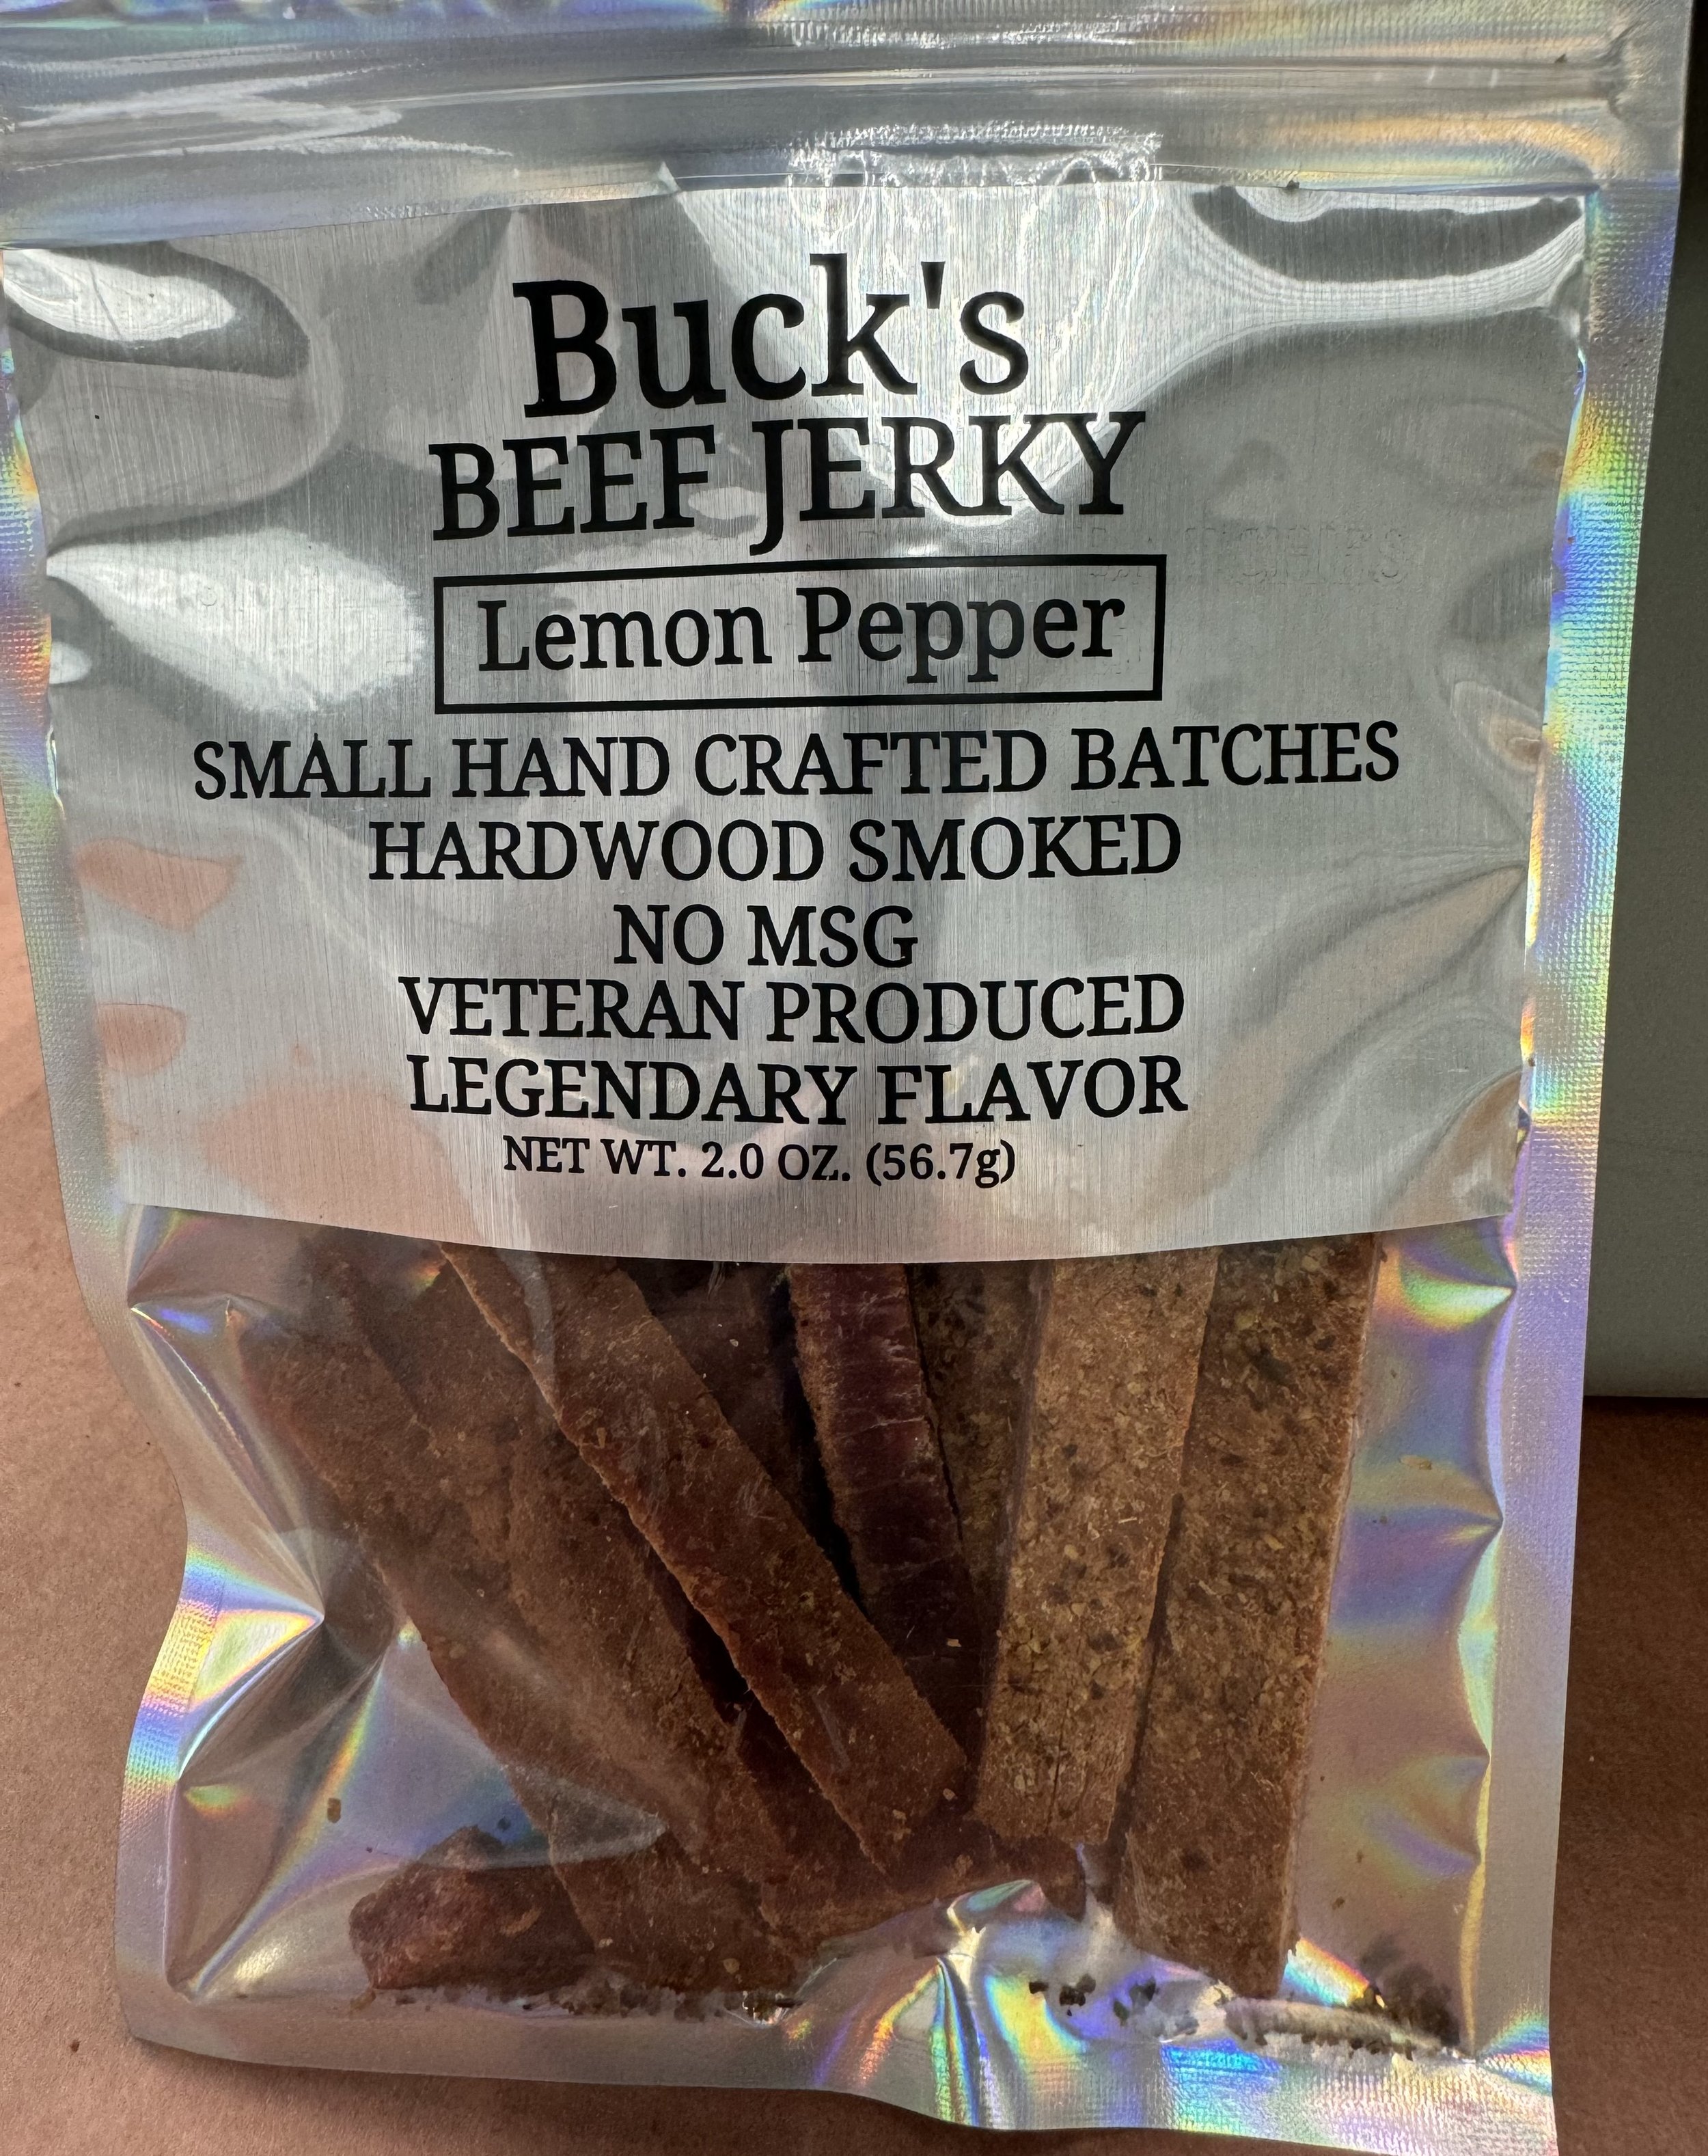 Buck's
BEEF JERKY
Lemon Pepper
SMALL HAND CRAFTED BATCHES
HARDWOOD SMOKED
NO MSG
VETERAN PRODUCED
LEGENDARY FLAVOR
NET WT. 2.0 OZ. (56.7g)